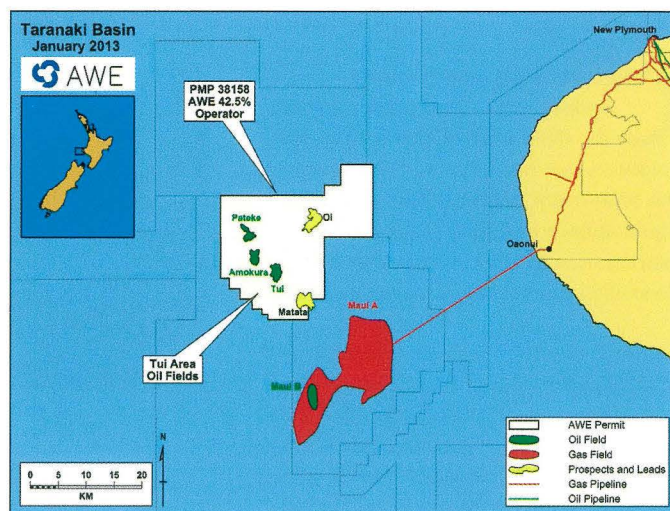 Taranaki Basin
January 2013
AWE
PMP 38158
AWE 42.5%
Operator
New Plymouth
Oaonui
Pateke
Oi
Amokura
Tui
Matata
Maui A
Maui B
Tui Area
Oil Fields
N
0 5 10 20
KM
AWE Permit
Oil Field
Gas Field
Prospects and Leads
Gas Pipeline
Oil Pipeline